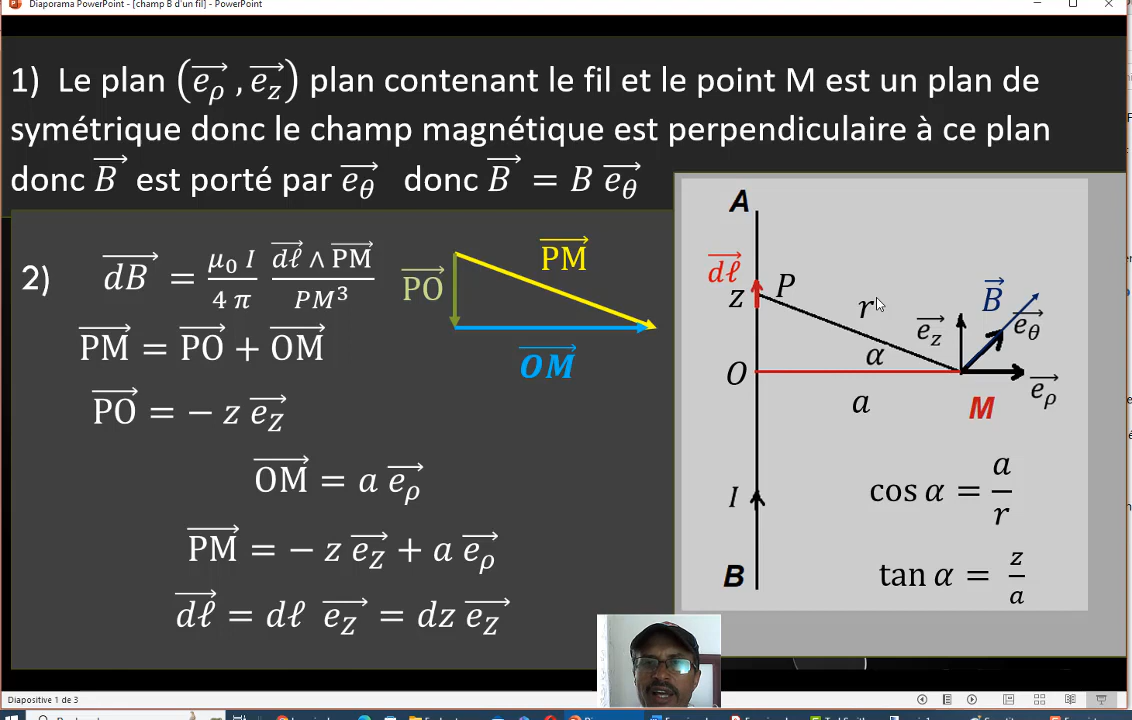 Diaporama PowerPoint - [champ B d'un fil] - PowerPoint
1) Le plan (e⃗ρ , e⃗z) plan contenant le fil et le point M est un plan de
symétrique donc le champ magnétique est perpendiculaire à ce plan
donc B⃗ est porté par e⃗θ donc B⃗ = B e⃗θ
2) dB⃗ = μ₀ I / 4 π dℓ⃗ ∧ PM⃗ / PM³
PM⃗ = PO⃗ + OM⃗
PO⃗ = − z e⃗z
OM⃗ = a e⃗ρ
PM⃗ = − z e⃗z + a e⃗ρ
dℓ⃗ = dℓ e⃗z = dz e⃗z
PO⃗
PM⃗
OM⃗
A
dℓ⃗
P
z
r
B⃗
e⃗z
e⃗θ
α
O
e⃗ρ
a
M
I
cos α = a / r
B
tan α = z / a
Diapositive 1 de 3